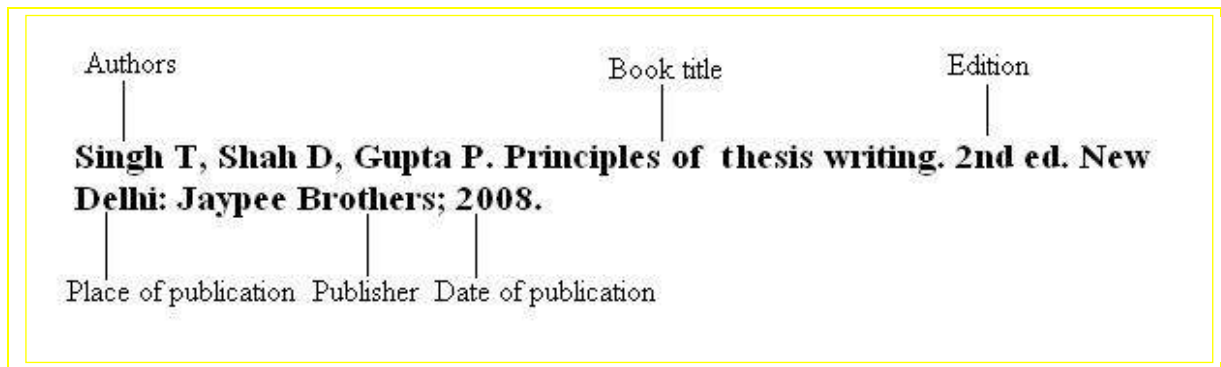 Authors Book title Edition
Singh T, Shah D, Gupta P. Principles of thesis writing. 2nd ed. New
Delhi: Jaypee Brothers; 2008.
Place of publication Publisher Date of publication